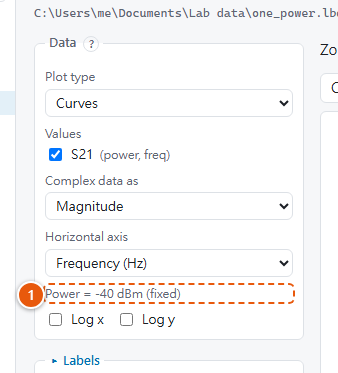 C:\Users\me\Documents\Lab data\one_power.lb
Data ?
Zo
Plot type
Curves
C
Values
S21 (power, freq)
Complex data as
Magnitude
Horizontal axis
Frequency (Hz)
1 Power = -40 dBm (fixed)
Log x Log y
▸ Labels